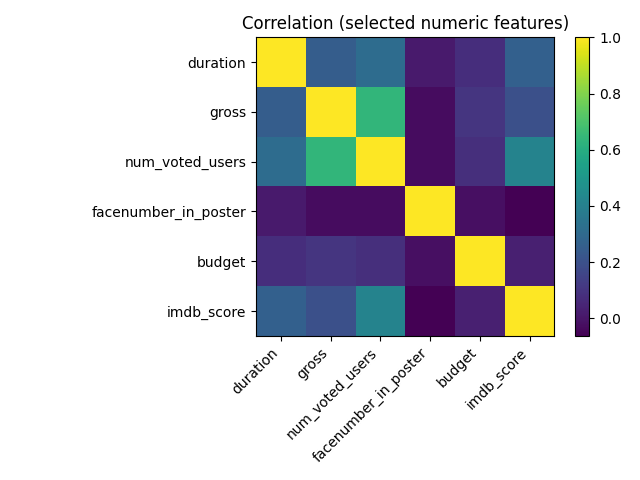 Correlation (selected numeric features)
duration
gross
num_voted_users
facenumber_in_poster
budget
imdb_score
duration
gross
num_voted_users
facenumber_in_poster
budget
imdb_score
1.0
0.8
0.6
0.4
0.2
0.0